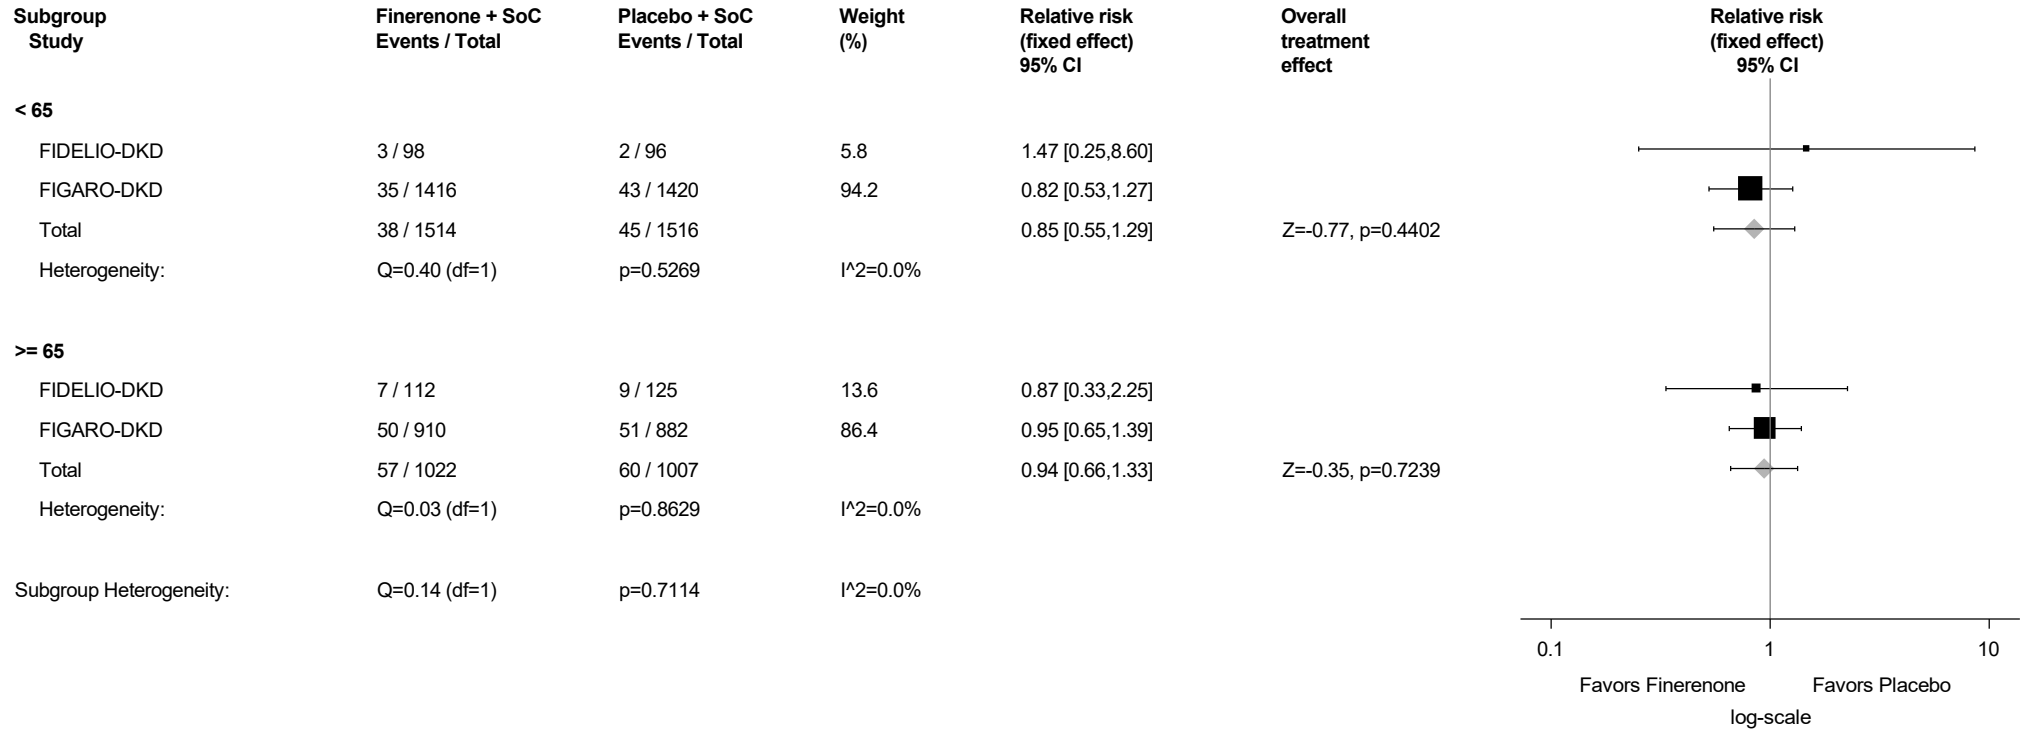 Subgroup Finerenone + SoC Placebo + SoC Weight Relative risk Overall Relative risk
Study Events / Total Events / Total (%) (fixed effect) treatment (fixed effect)
95% CI effect 95% CI
< 65
FIDELIO-DKD 3 / 98 2 / 96 5.8 1.47 [0.25,8.60]
FIGARO-DKD 35 / 1416 43 / 1420 94.2 0.82 [0.53,1.27]
Total 38 / 1514 45 / 1516 0.85 [0.55,1.29] Z=-0.77, p=0.4402
Heterogeneity: Q=0.40 (df=1) p=0.5269 I^2=0.0%
>= 65
FIDELIO-DKD 7 / 112 9 / 125 13.6 0.87 [0.33,2.25]
FIGARO-DKD 50 / 910 51 / 882 86.4 0.95 [0.65,1.39]
Total 57 / 1022 60 / 1007 0.94 [0.66,1.33] Z=-0.35, p=0.7239
Heterogeneity: Q=0.03 (df=1) p=0.8629 I^2=0.0%
Subgroup Heterogeneity: Q=0.14 (df=1) p=0.7114 I^2=0.0%
0.1 1 10
Favors Finerenone Favors Placebo
log-scale